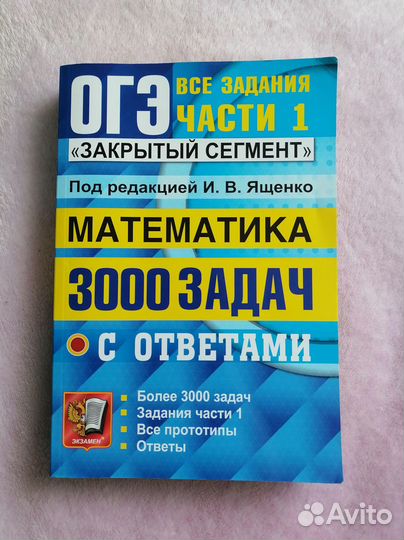 ОГЭ
ВСЕ ЗАДАНИЯ
ЧАСТИ 1
«ЗАКРЫТЫЙ СЕГМЕНТ»
Под редакцией И. В. Ященко
МАТЕМАТИКА
3000 ЗАДАЧ
С ОТВЕТАМИ
Более 3000 задач
Задания части 1
Все прототипы
Ответы
ЭКЗАМЕН®
Avito